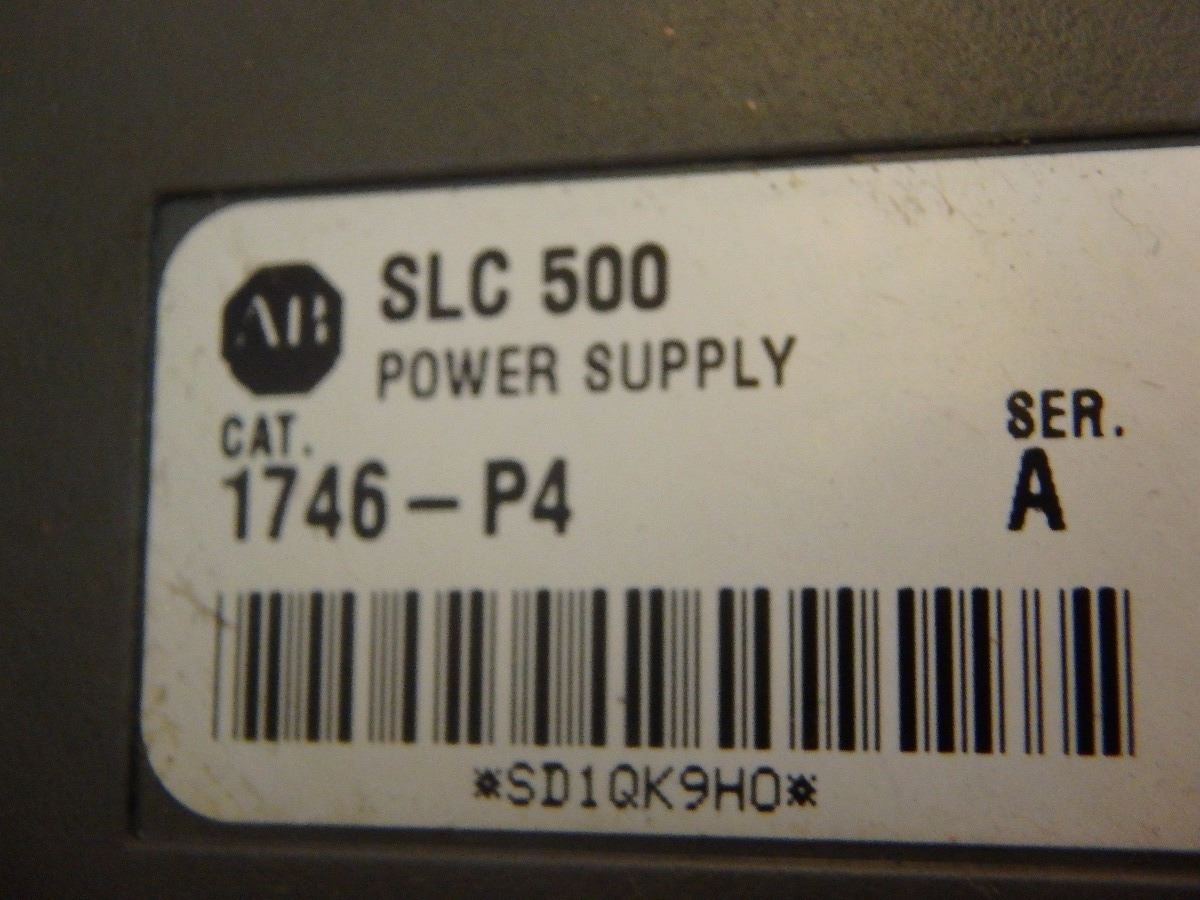 AB SLC 500
POWER SUPPLY
CAT. SER.
1746-P4 A
*SD1QK9H0*